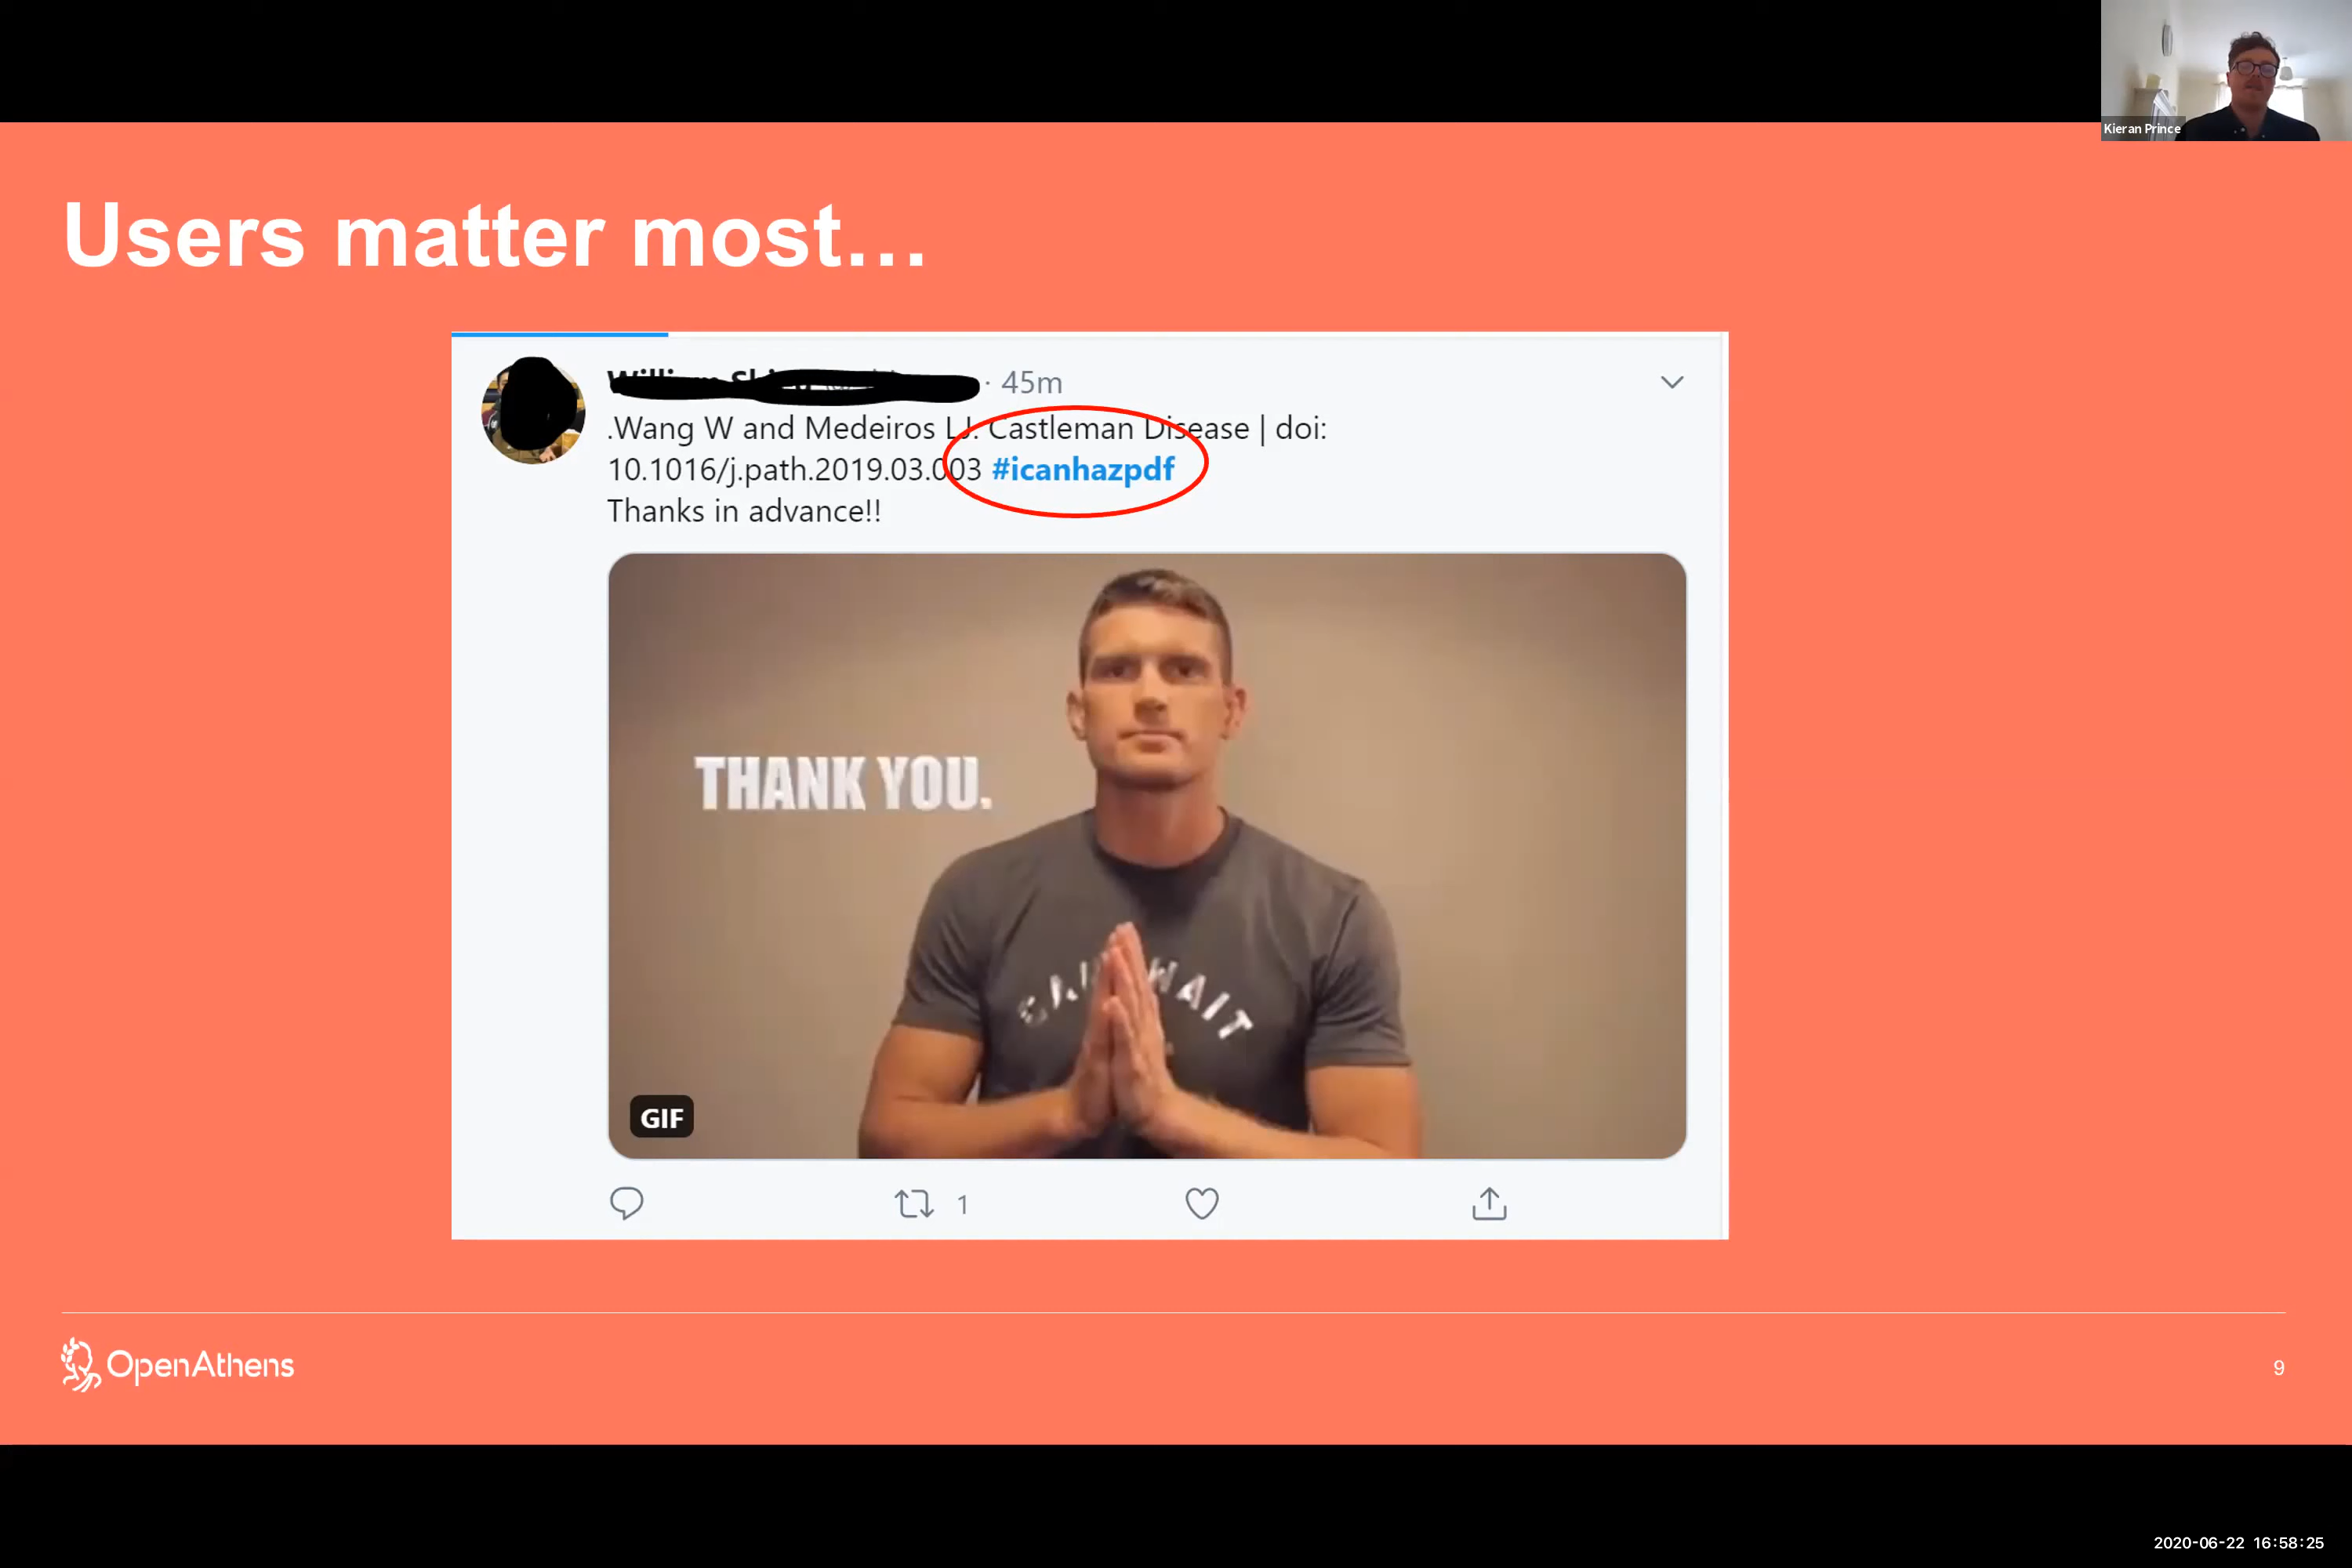 Kieran Prince
Users matter most...
· 45m
.Wang W and Medeiros LJ. Castleman Disease | doi:
10.1016/j.path.2019.03.003 #icanhazpdf
Thanks in advance!!
THANK YOU.
WAIT
GIF
1
OpenAthens
9
2020-06-22 16:58:25